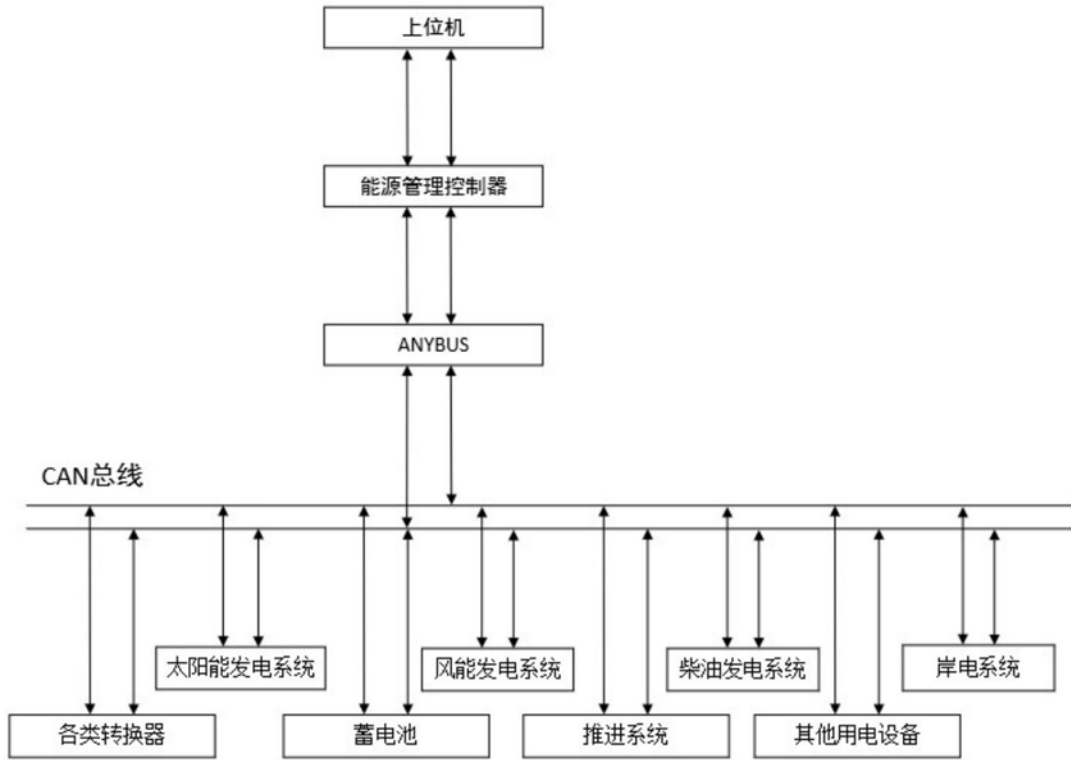 上位机
能源管理控制器
ANYBUS
CAN总线
太阳能发电系统
风能发电系统
柴油发电系统
岸电系统
各类转换器
蓄电池
推进系统
其他用电设备